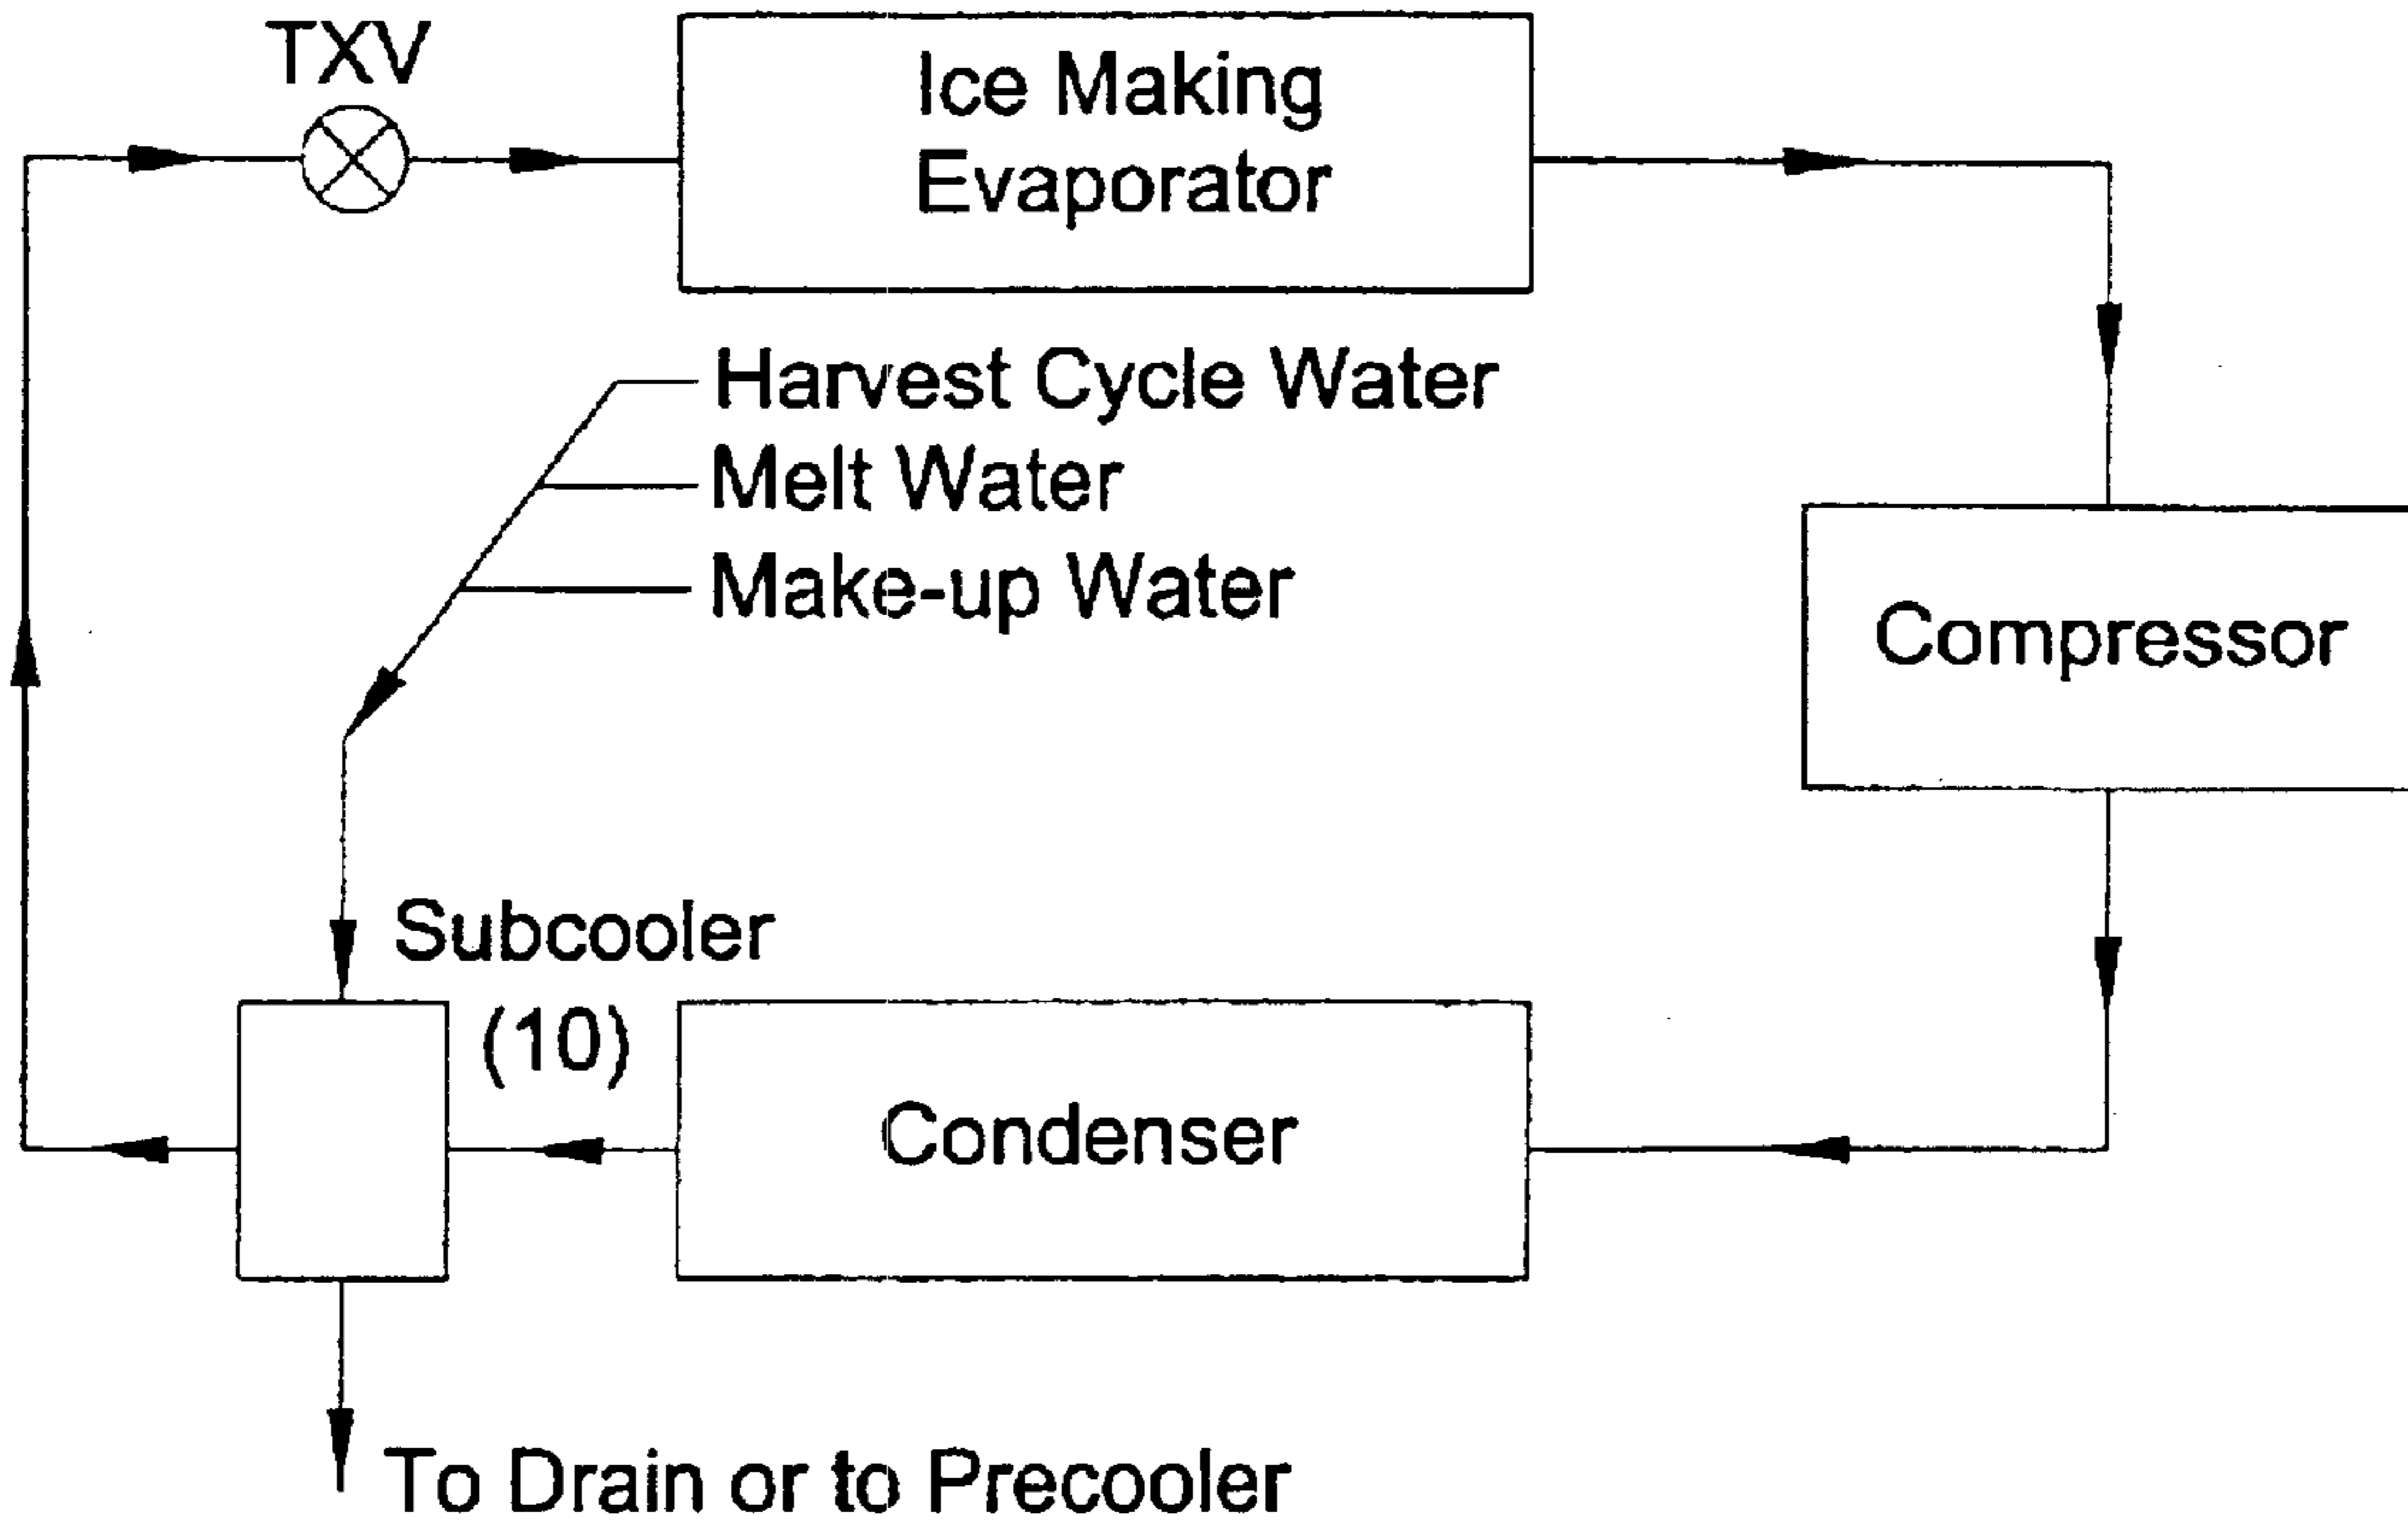 TXV
Ice Making
Evaporator
Harvest Cycle Water
Melt Water
Make-up Water
Compressor
Subcooler
(10)
Condenser
To Drain or to Precooler